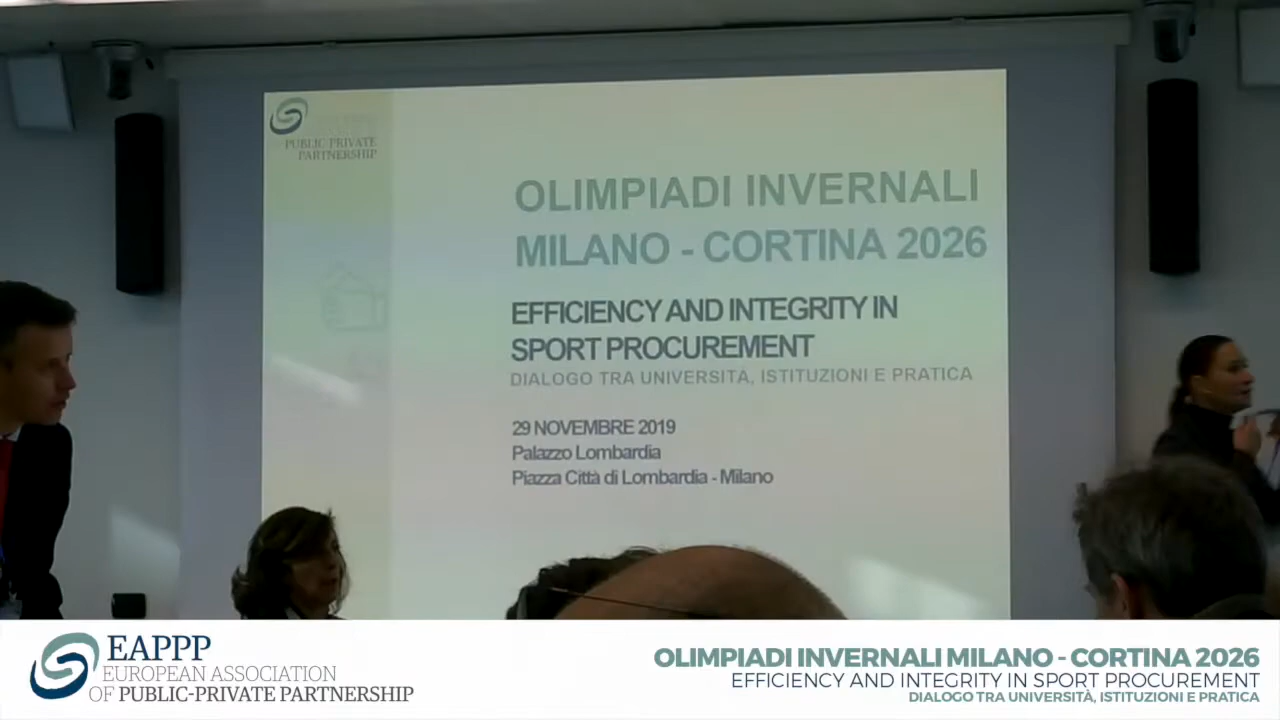 PUBLIC-PRIVATE
PARTNERSHIP
OLIMPIADI INVERNALI
MILANO - CORTINA 2026
EFFICIENCY AND INTEGRITY IN
SPORT PROCUREMENT
DIALOGO TRA UNIVERSITÀ, ISTITUZIONI E PRATICA
29 NOVEMBRE 2019
Palazzo Lombardia
Piazza Città di Lombardia - Milano
EAPPP
EUROPEAN ASSOCIATION
OF PUBLIC-PRIVATE PARTNERSHIP
OLIMPIADI INVERNALI MILANO - CORTINA 2026
EFFICIENCY AND INTEGRITY IN SPORT PROCUREMENT
DIALOGO TRA UNIVERSITÀ, ISTITUZIONI E PRATICA